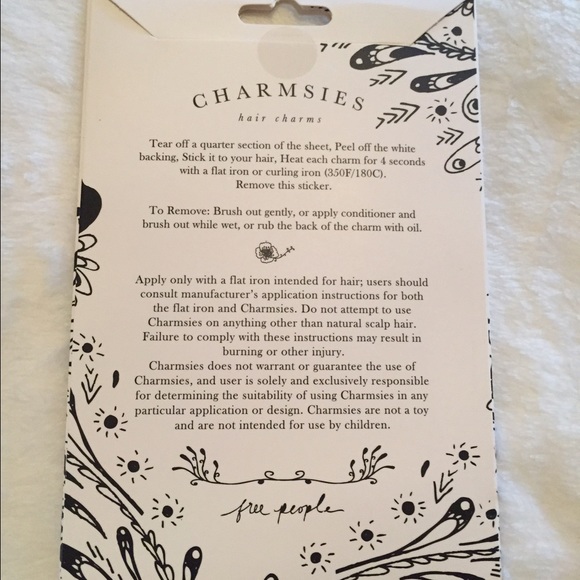 CHARMSIES
hair charms
Tear off a quarter section of the sheet, Peel off the white
backing, Stick it to your hair, Heat each charm for 4 seconds
with a flat iron or curling iron (350F/180C).
Remove this sticker.
To Remove: Brush out gently, or apply conditioner and
brush out while wet, or rub the back of the charm with oil.
Apply only with a flat iron intended for hair; users should
consult manufacturer's application instructions for both
the flat iron and Charmsies. Do not attempt to use
Charmsies on anything other than natural scalp hair.
Failure to comply with these instructions may result in
burning or other injury.
Charmsies does not warrant or guarantee the use of
Charmsies, and user is solely and exclusively responsible
for determining the suitability of using Charmsies in any
particular application or design. Charmsies are not a toy
and are not intended for use by children.
free people